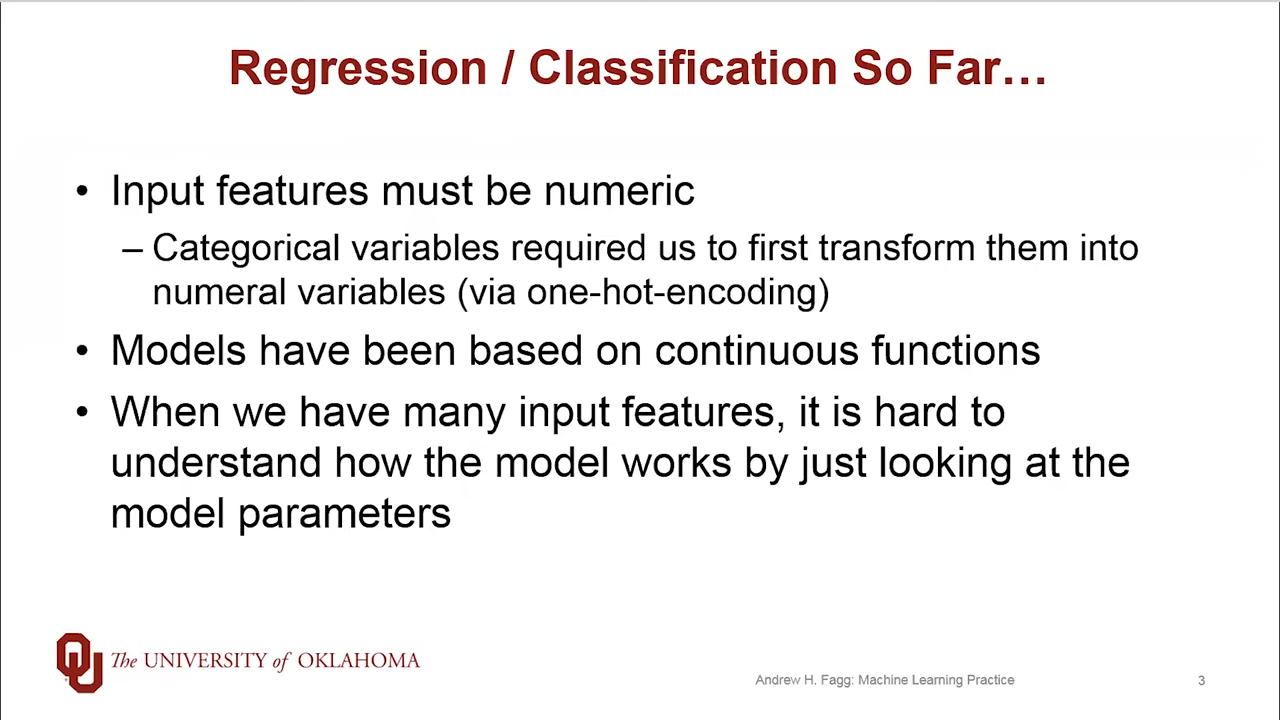 Regression / Classification So Far…
• Input features must be numeric
– Categorical variables required us to first transform them into
numeral variables (via one-hot-encoding)
• Models have been based on continuous functions
• When we have many input features, it is hard to
understand how the model works by just looking at the
model parameters
The UNIVERSITY of OKLAHOMA
Andrew H. Fagg: Machine Learning Practice
3